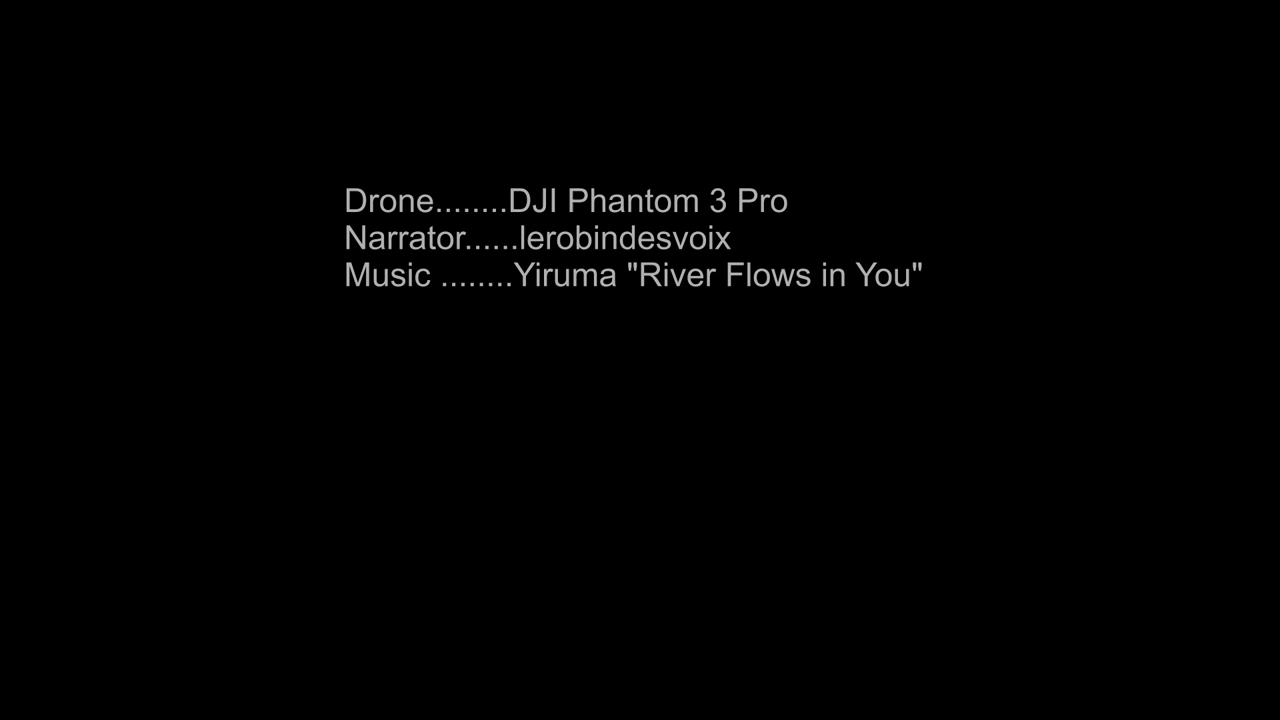 Drone........DJI Phantom 3 Pro
Narrator......lerobindesvoix
Music ........Yiruma "River Flows in You"